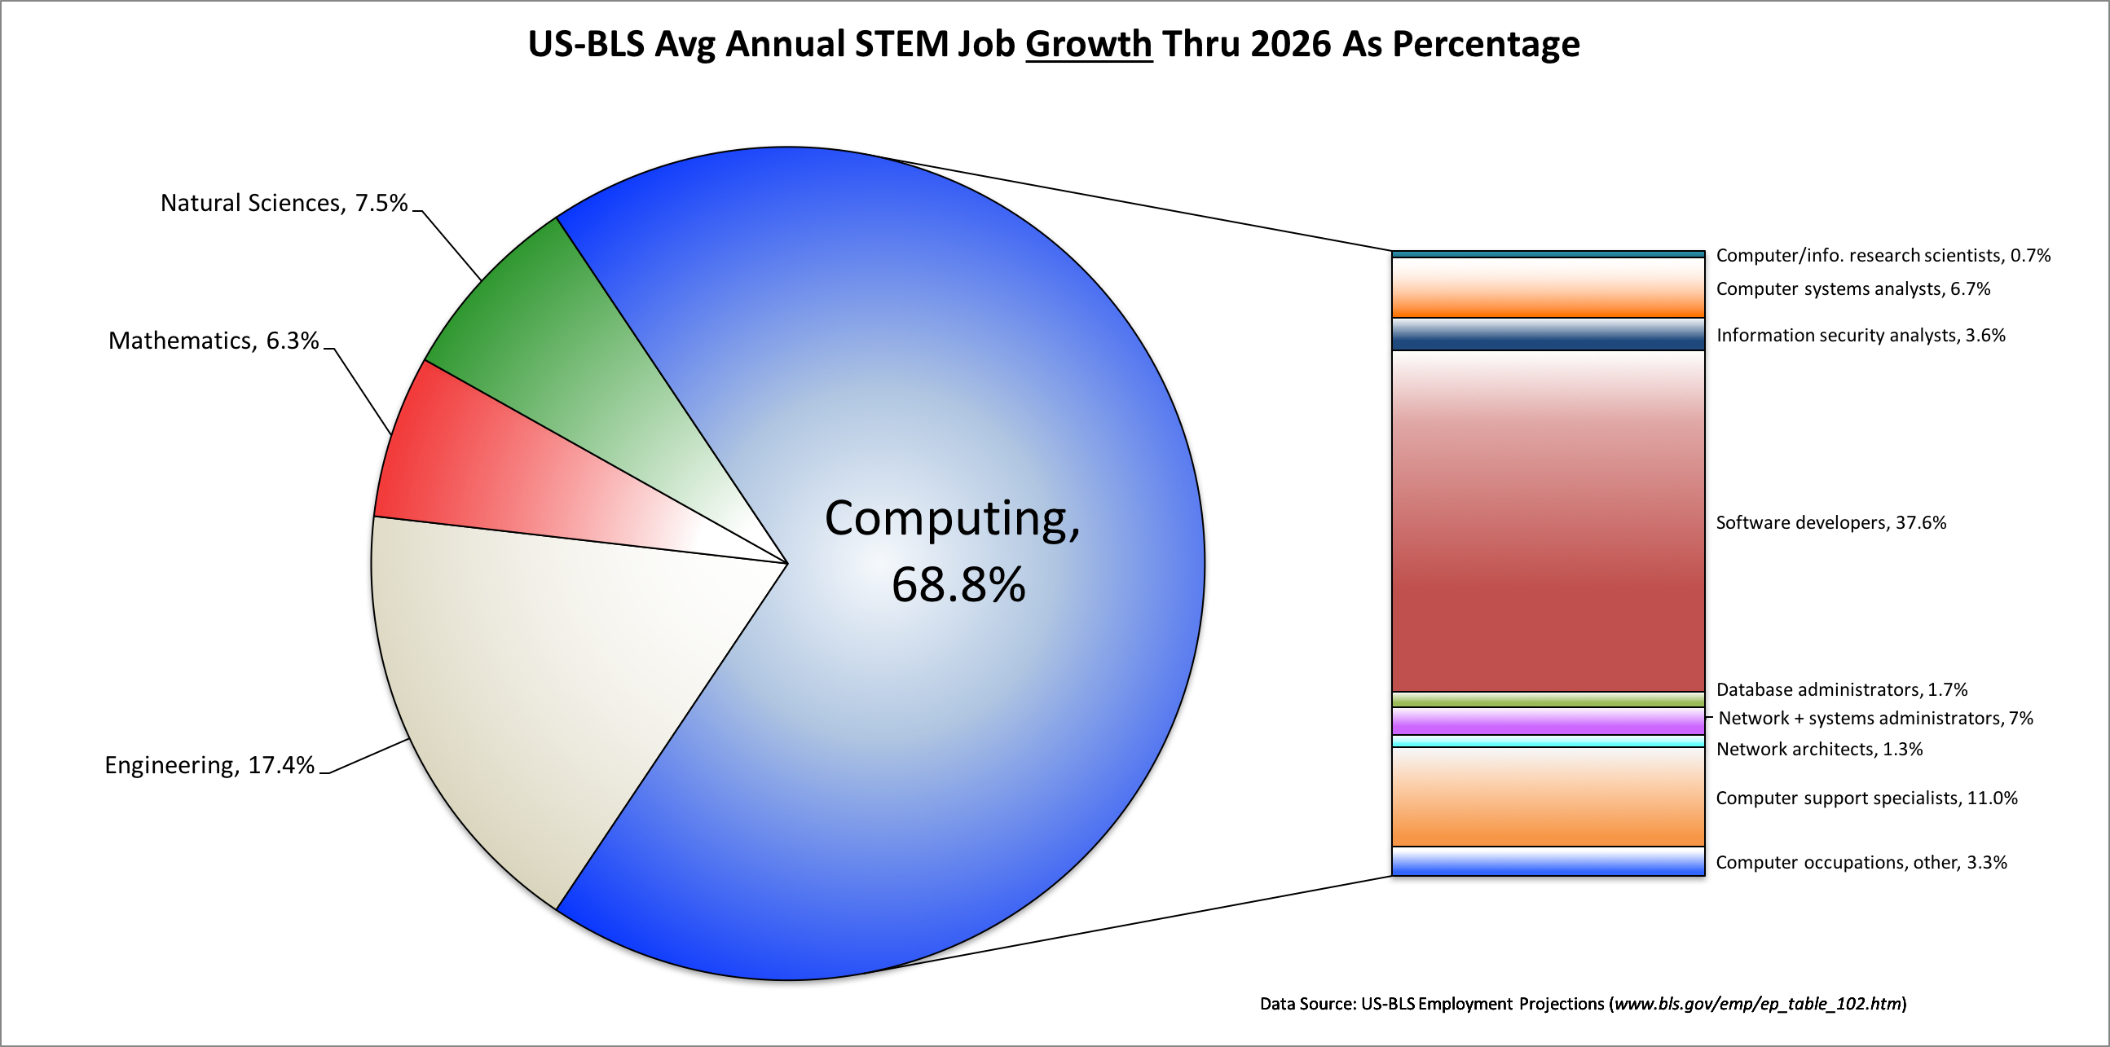 US-BLS Avg Annual STEM Job Growth Thru 2026 As Percentage
Natural Sciences, 7.5%
Mathematics, 6.3%
Engineering, 17.4%
Computing,
68.8%
Computer/info. research scientists, 0.7%
Computer systems analysts, 6.7%
Information security analysts, 3.6%
Software developers, 37.6%
Database administrators, 1.7%
Network + systems administrators, 7%
Network architects, 1.3%
Computer support specialists, 11.0%
Computer occupations, other, 3.3%
Data Source: US-BLS Employment Projections (www.bls.gov/emp/ep_table_102.htm)